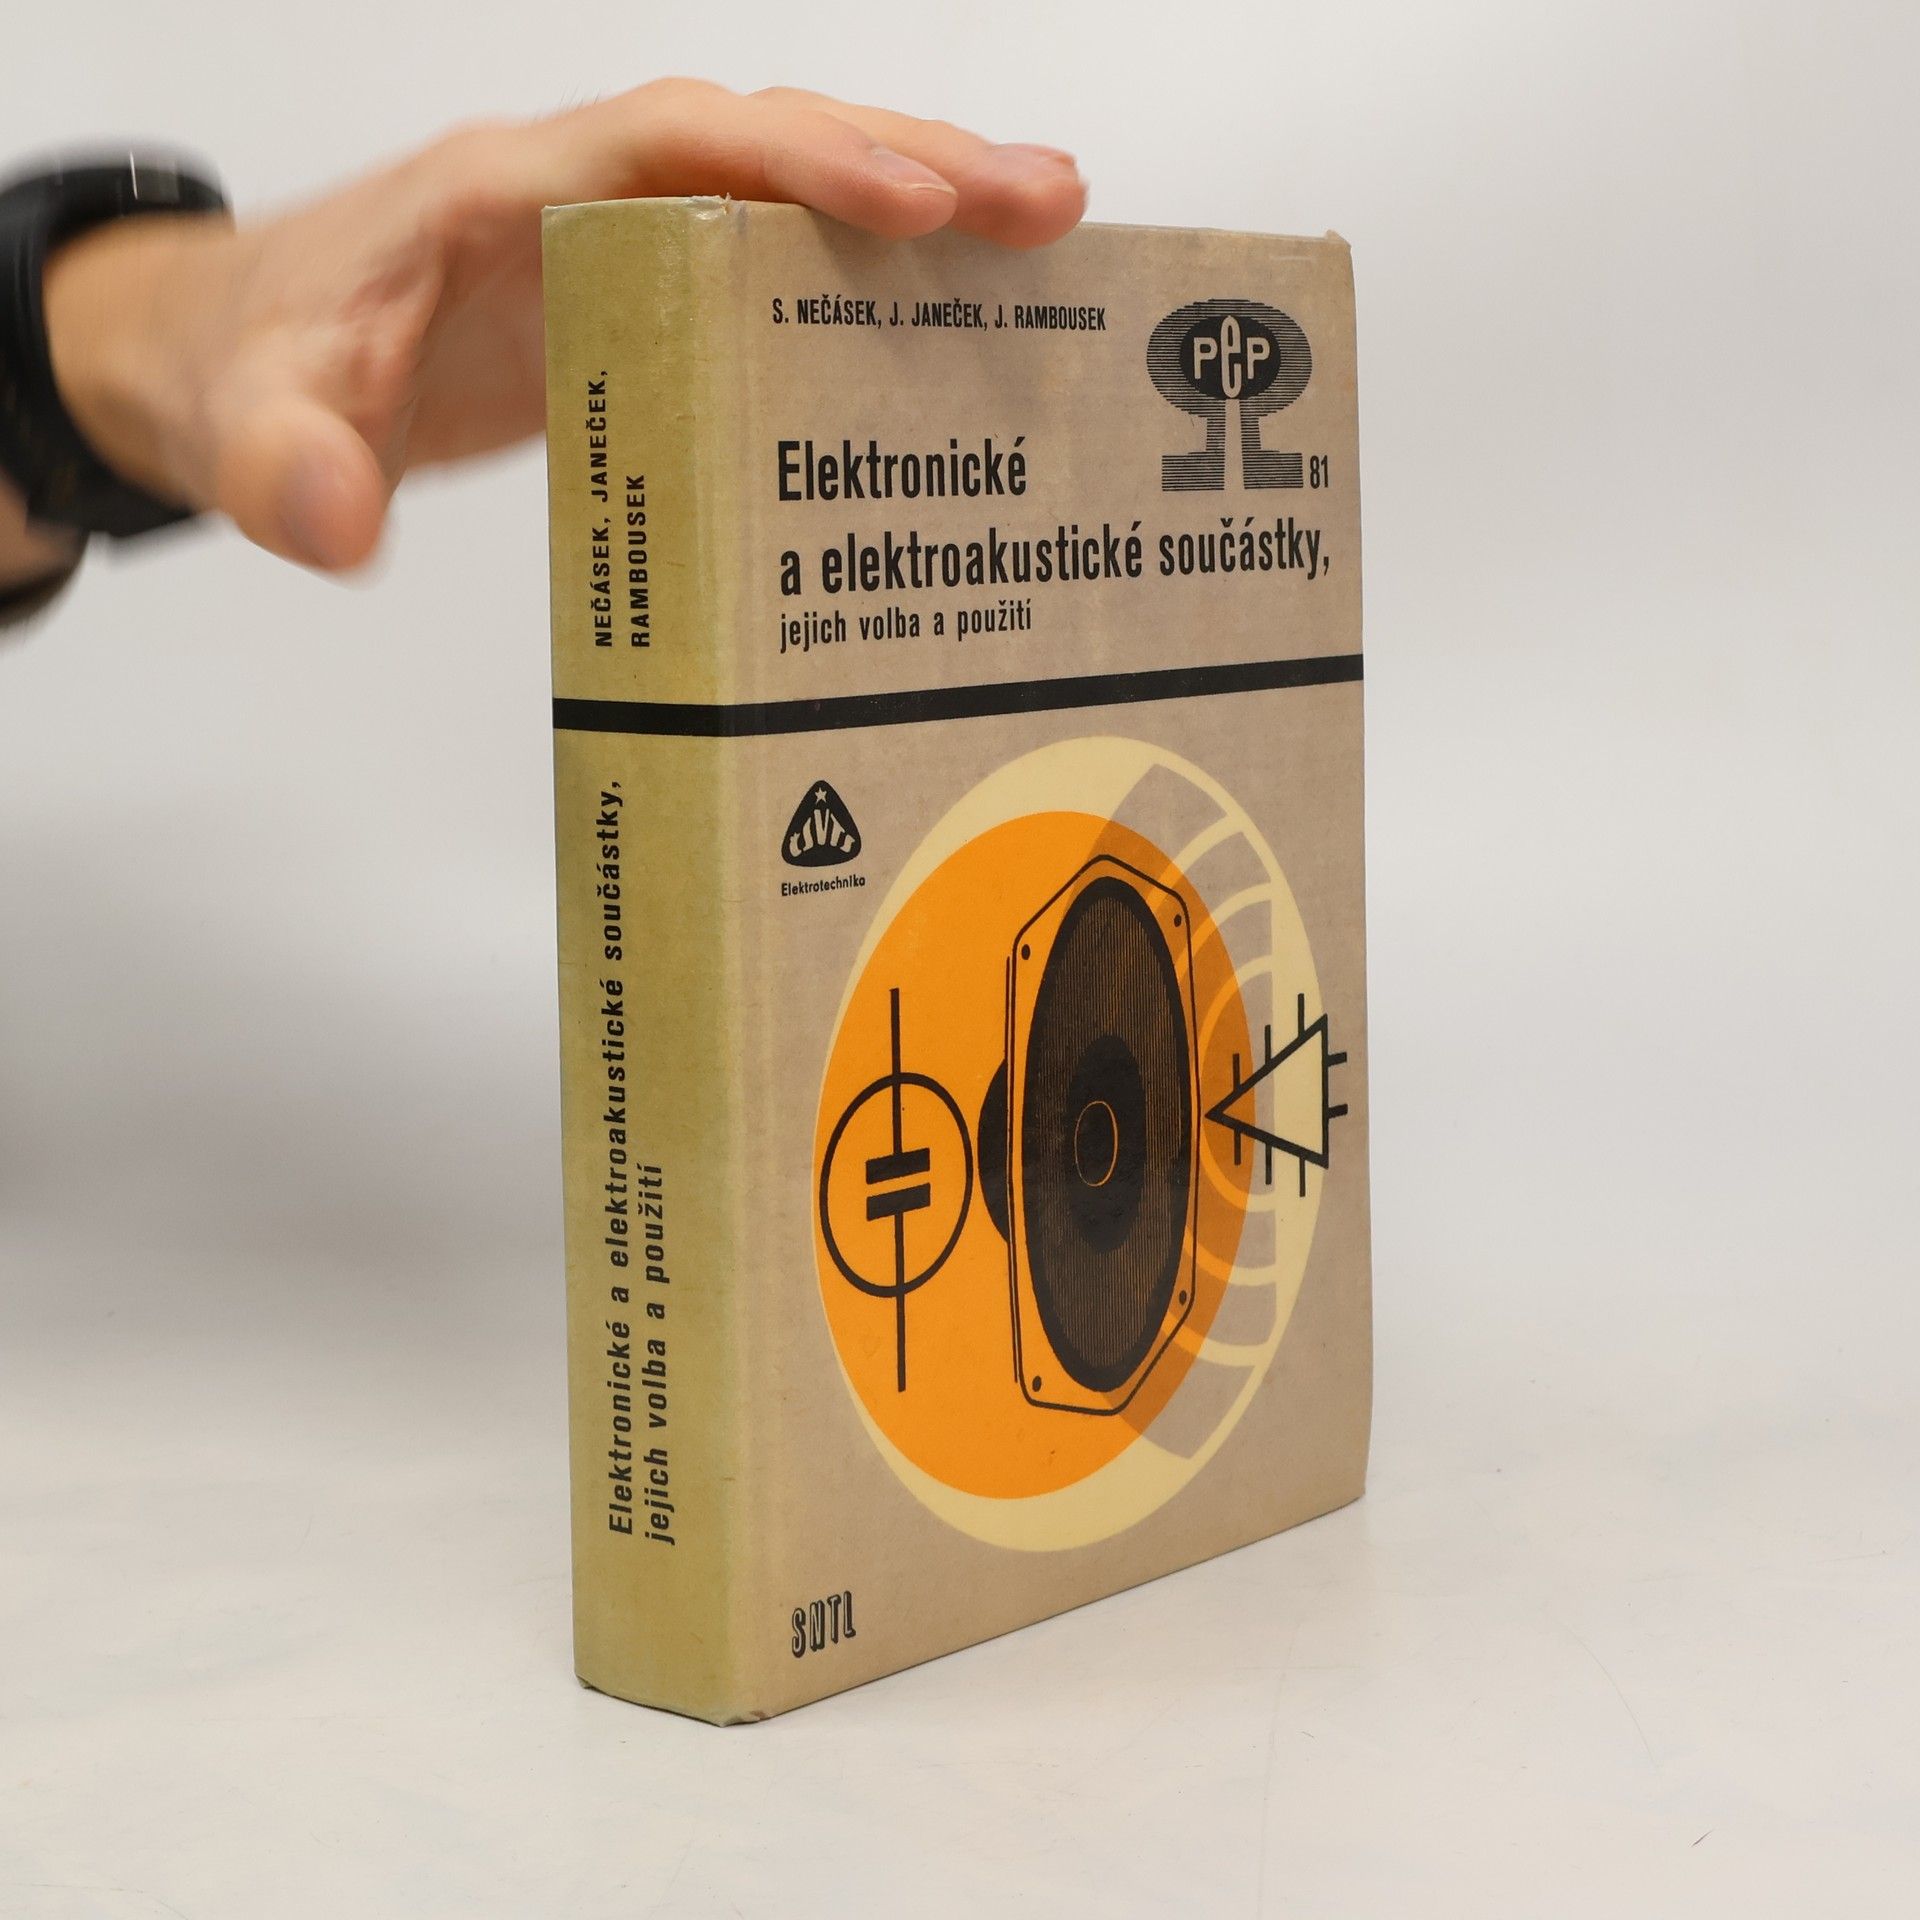 NEČÁSEK, JANEČEK,
RAMBOUSEK
Elektronické a elektroakustické součástky,
jejich volba a použití
S. NEČÁSEK, J. JANEČEK, J. RAMBOUSEK
PeP
81
Elektronické
a elektroakustické součástky,
jejich volba a použití
ČSVTS
Elektrotechnika
SNTL